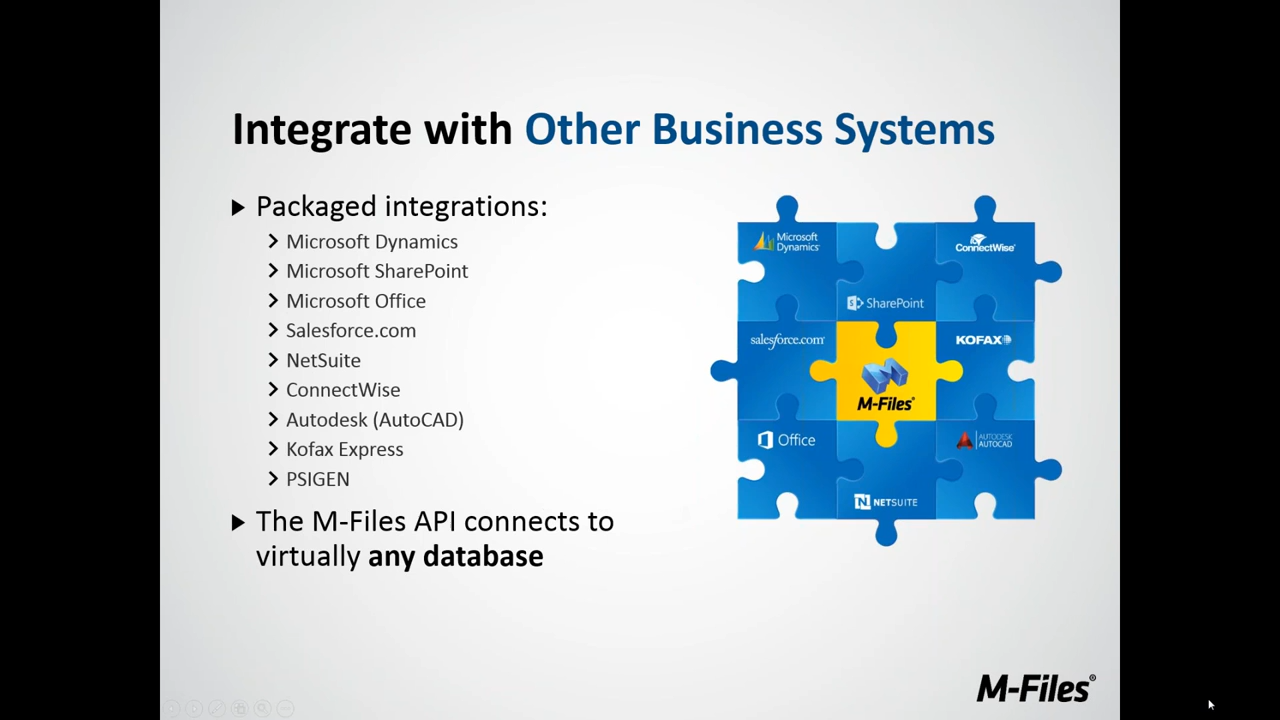 Integrate with Other Business Systems
Packaged integrations:
Microsoft Dynamics
Microsoft SharePoint
Microsoft Office
Salesforce.com
NetSuite
ConnectWise
Autodesk (AutoCAD)
Kofax Express
PSIGEN
The M-Files API connects to
virtually any database
Microsoft
Dynamics®
SharePoint
ConnectWise®
salesforce.com®
M-Files®
KOFAX
Office
NETSUITE
AUTODESK
AUTOCAD
M-Files®